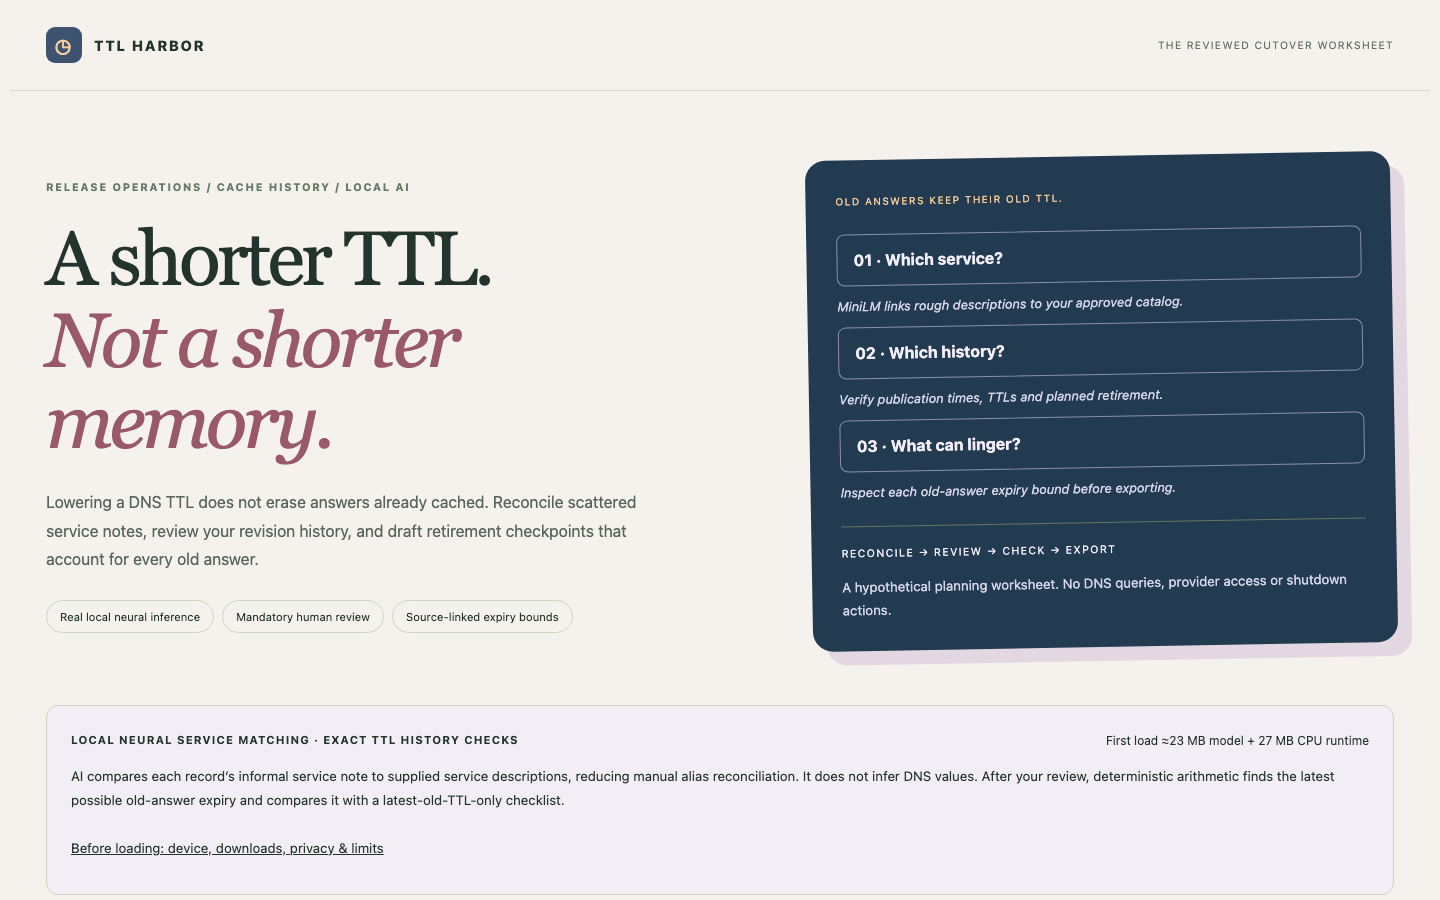 TTL HARBOR
THE REVIEWED CUTOVER WORKSHEET
RELEASE OPERATIONS / CACHE HISTORY / LOCAL AI
A shorter TTL.
Not a shorter
memory.
Lowering a DNS TTL does not erase answers already cached. Reconcile scattered
service notes, review your revision history, and draft retirement checkpoints that
account for every old answer.
Real local neural inference
Mandatory human review
Source-linked expiry bounds
OLD ANSWERS KEEP THEIR OLD TTL.
01 · Which service?
MiniLM links rough descriptions to your approved catalog.
02 · Which history?
Verify publication times, TTLs and planned retirement.
03 · What can linger?
Inspect each old-answer expiry bound before exporting.
RECONCILE → REVIEW → CHECK → EXPORT
A hypothetical planning worksheet. No DNS queries, provider access or shutdown
actions.
LOCAL NEURAL SERVICE MATCHING · EXACT TTL HISTORY CHECKS
First load ≈23 MB model + 27 MB CPU runtime
AI compares each record's informal service note to supplied service descriptions, reducing manual alias reconciliation. It does not infer DNS values. After your review, deterministic arithmetic finds the latest
possible old-answer expiry and compares it with a latest-old-TTL-only checklist.
Before loading: device, downloads, privacy & limits